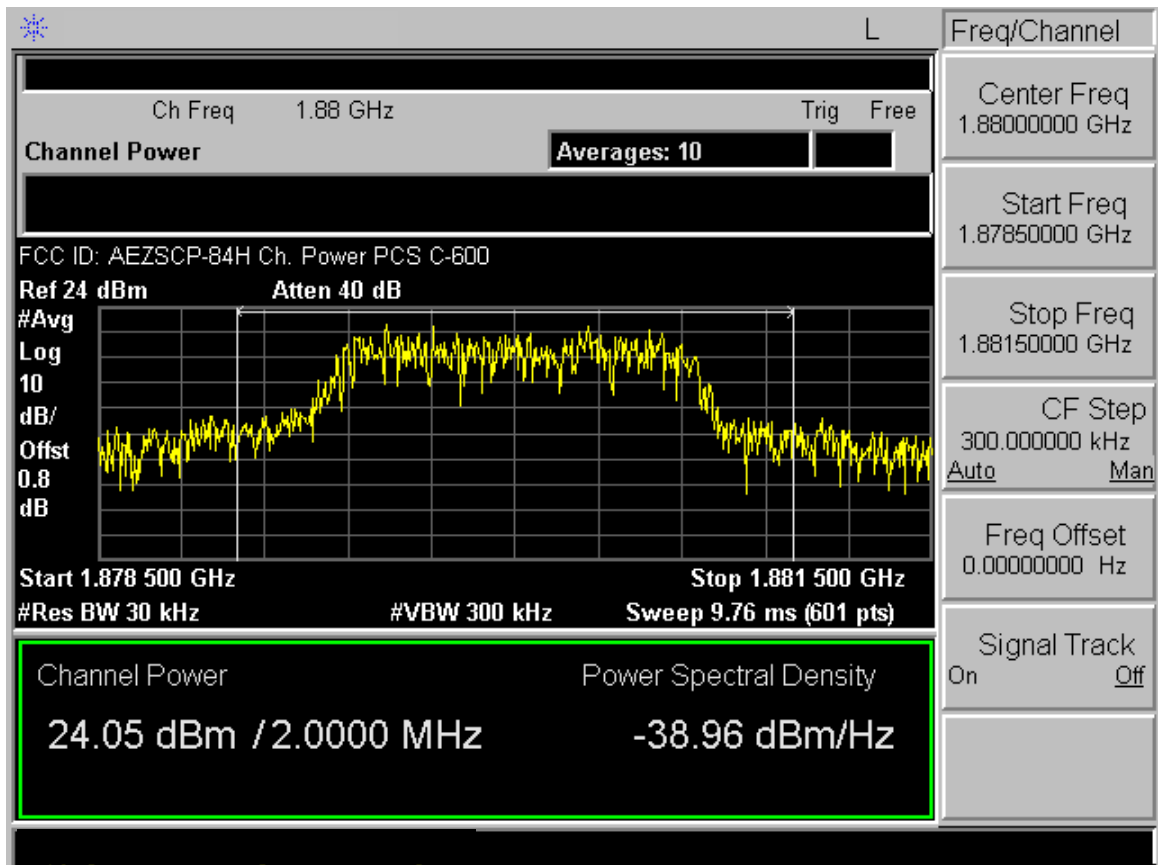 L
Freq/Channel
Ch Freq 1.88 GHz Trig Free
Channel Power Averages: 10
FCC ID: AEZSCP-84H Ch. Power PCS C-600
Ref 24 dBm Atten 40 dB
#Avg
Log
10
dB/
Offst
0.8
dB
Start 1.878 500 GHz Stop 1.881 500 GHz
#Res BW 30 kHz #VBW 300 kHz Sweep 9.76 ms (601 pts)
Channel Power Power Spectral Density
24.05 dBm / 2.0000 MHz -38.96 dBm/Hz
Center Freq
1.88000000 GHz
Start Freq
1.87850000 GHz
Stop Freq
1.88150000 GHz
CF Step
300.000000 kHz
Auto Man
Freq Offset
0.00000000 Hz
Signal Track
On Off